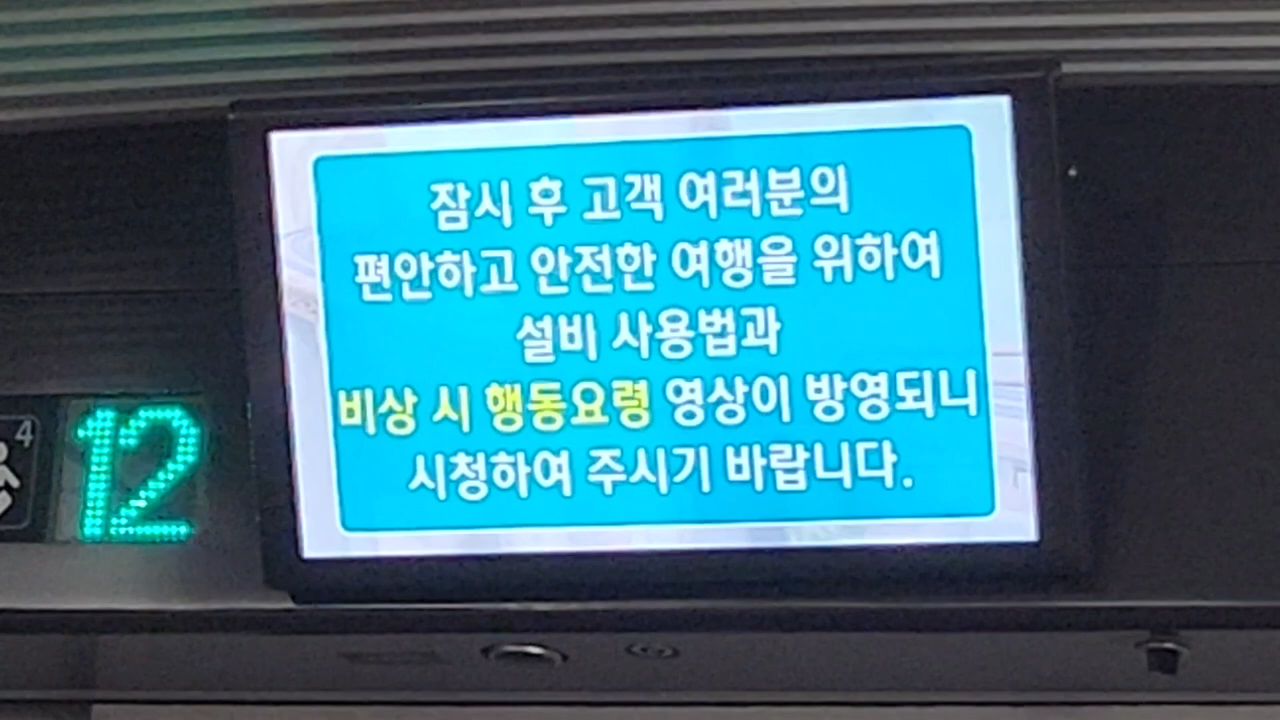 잠시 후 고객 여러분의
편안하고 안전한 여행을 위하여
설비 사용법과
비상 시 행동요령 영상이 방영되니
시청하여 주시기 바랍니다.
4
12